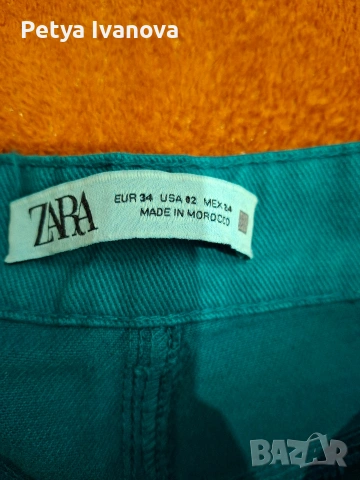 Petya Ivanova
ZARA
EUR 34 USA 02 MEX 24
MADE IN MOROCCO
BAZAR